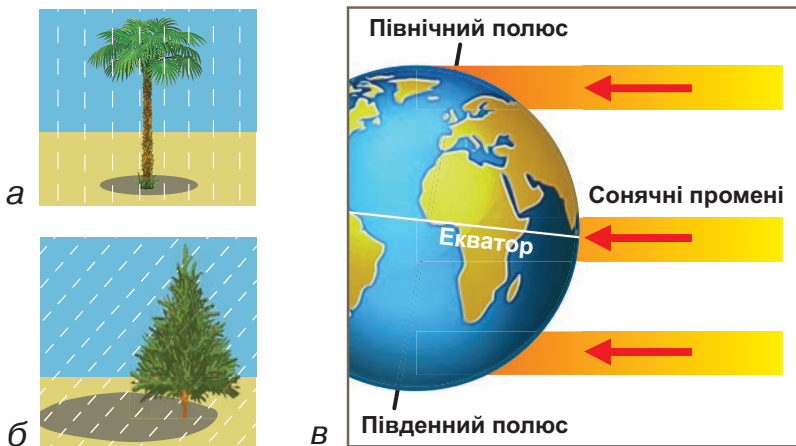 а
б
Північний полюс
Сонячні промені
Екватор
Південний полюс
в